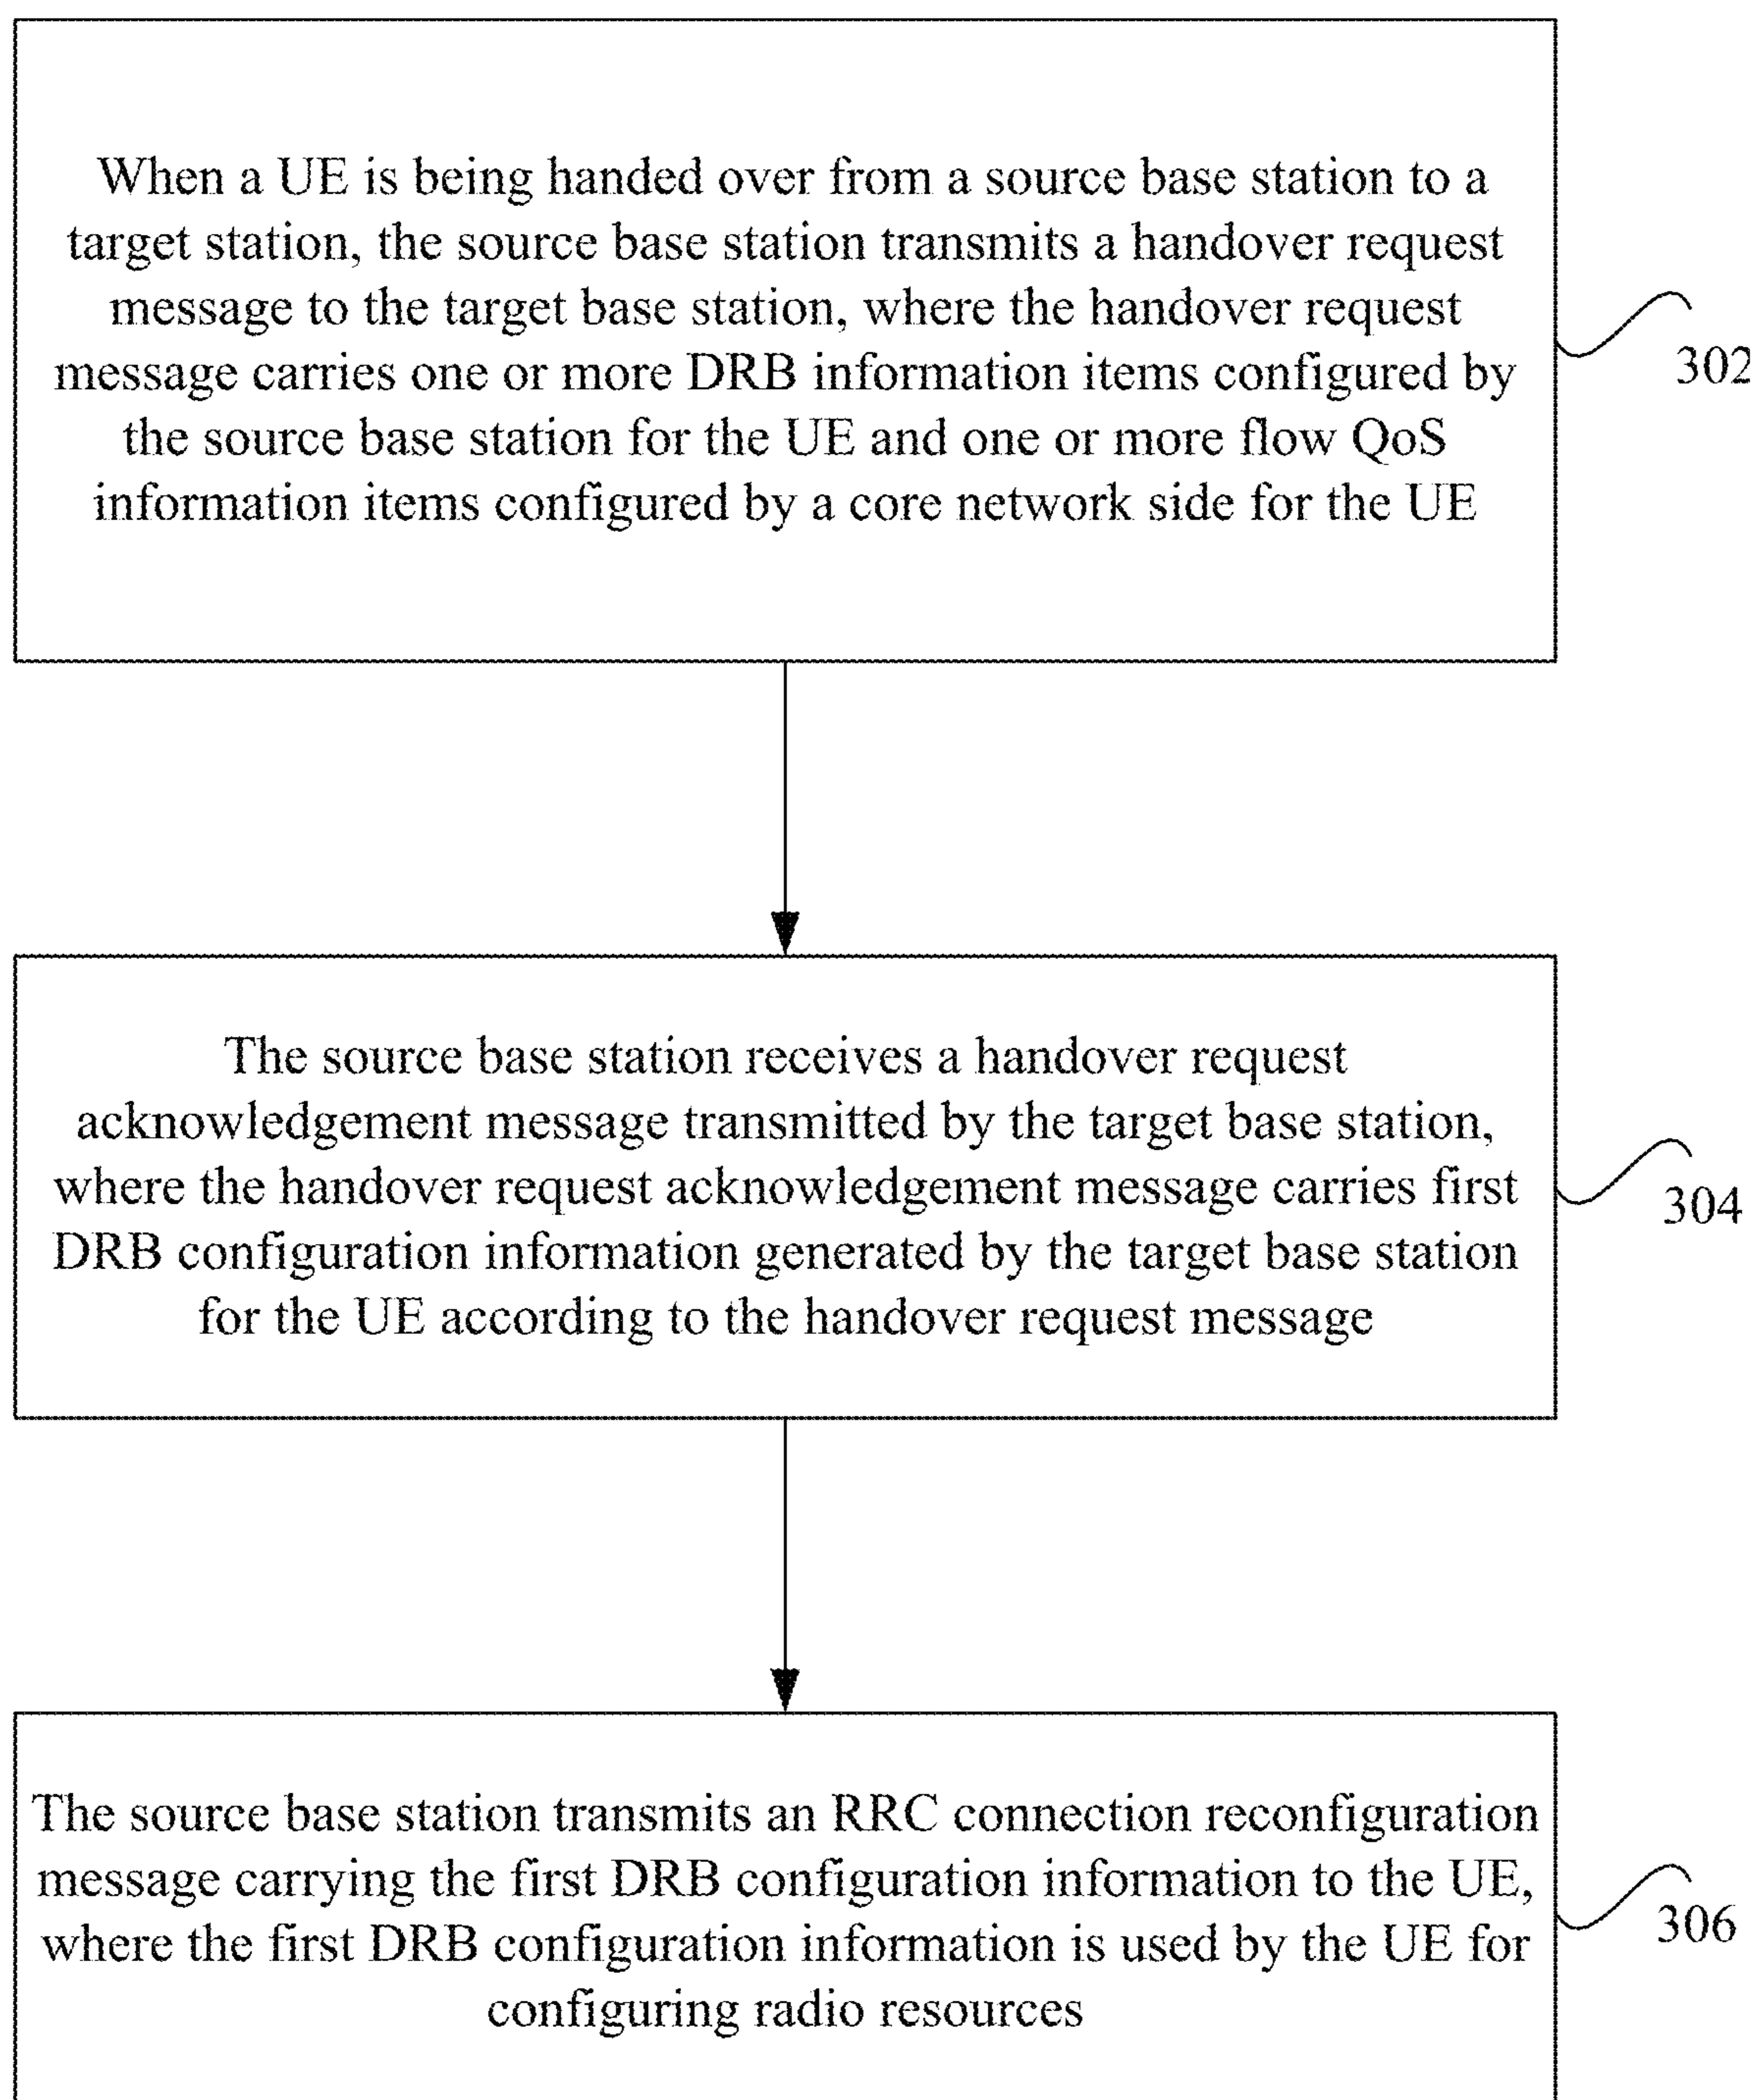 When a UE is being handed over from a source base station to a
target station, the source base station transmits a handover request
message to the target base station, where the handover request
message carries one or more DRB information items configured by
the source base station for the UE and one or more flow QoS
information items configured by a core network side for the UE
302
The source base station receives a handover request
acknowledgement message transmitted by the target base station,
where the handover request acknowledgement message carries first
DRB configuration information generated by the target base station
for the UE according to the handover request message
304
The source base station transmits an RRC connection reconfiguration
message carrying the first DRB configuration information to the UE,
where the first DRB configuration information is used by the UE for
configuring radio resources
306